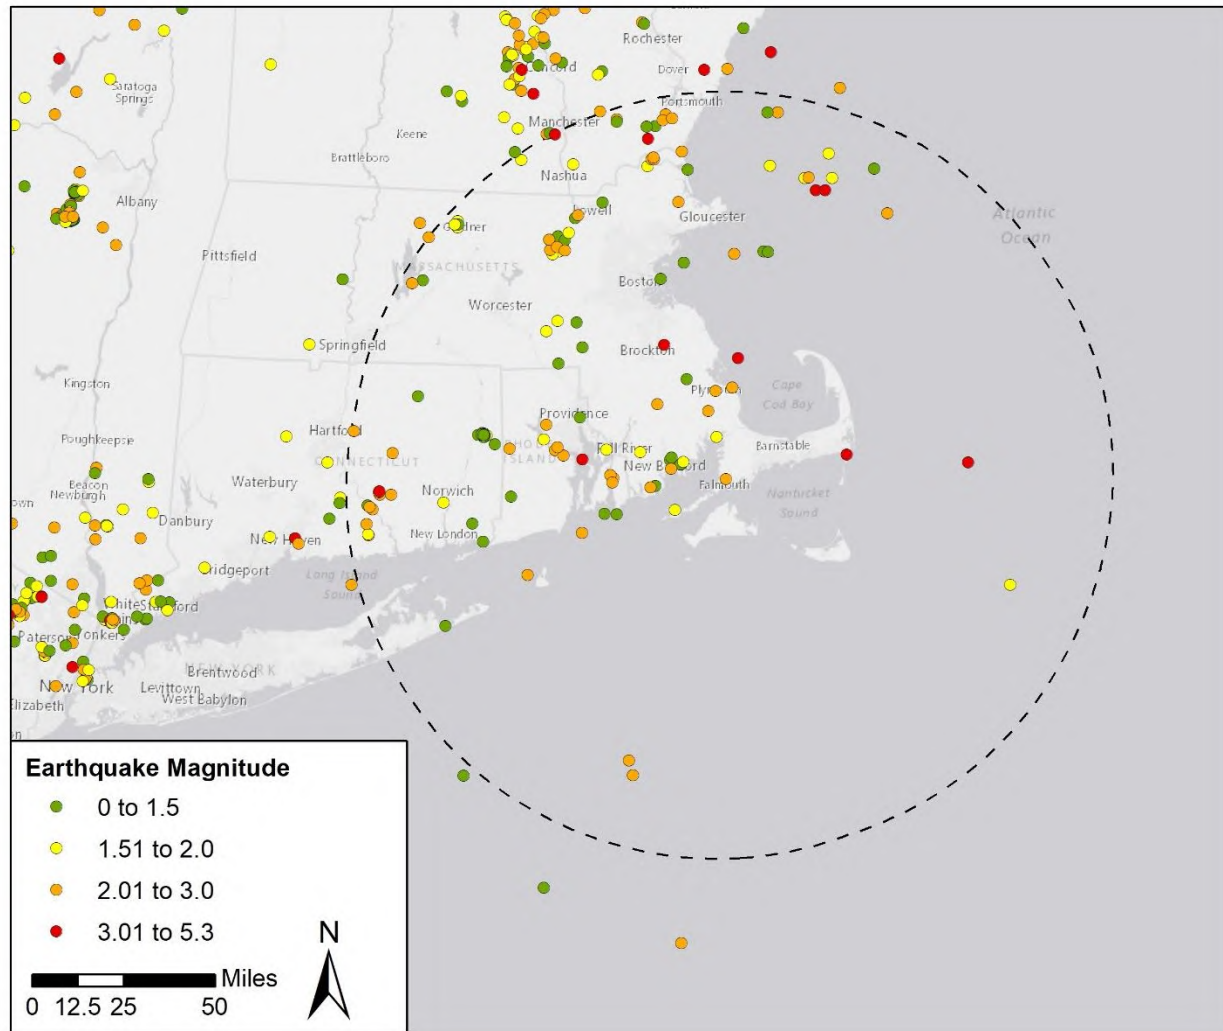 Rochester
Dover
Concord
Saratoga
Springs
Portsmouth
Manchester
Keene
Brattleboro
Nashua
Albany
Lowell
Gloucester
Atlantic
Ocean
Gardner
Pittsfield
MASSACHUSETTS
Boston
Worcester
Springfield
Brockton
Kingston
Plymouth
Cape
Cod Bay
Providence
Hartford
Poughkeepsie
RHODE
ISLAND
Fall River
Barnstable
CONNECTICUT
New Bedford
Waterbury
Norwich
Falmouth
Beacon
Newburgh
Nantucket
Sound
own
Danbury
New Haven
New London
Bridgeport
Long Island
Sound
White
Plains
Stamford
Paterson
Yonkers
NEW YORK
Brentwood
New York
Levittown
West Babylon
Elizabeth
on
Earthquake Magnitude
0 to 1.5
1.51 to 2.0
2.01 to 3.0
3.01 to 5.3
N
Miles
0 12.5 25 50